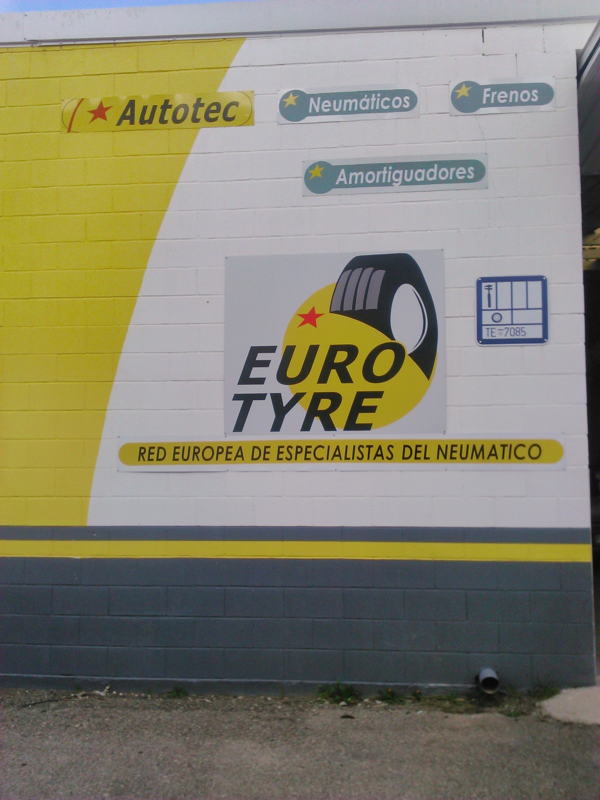 Autotec
Neumáticos
Frenos
Amortiguadores
EURO
TYRE
TE-7085
RED EUROPEA DE ESPECIALISTAS DEL NEUMATICO